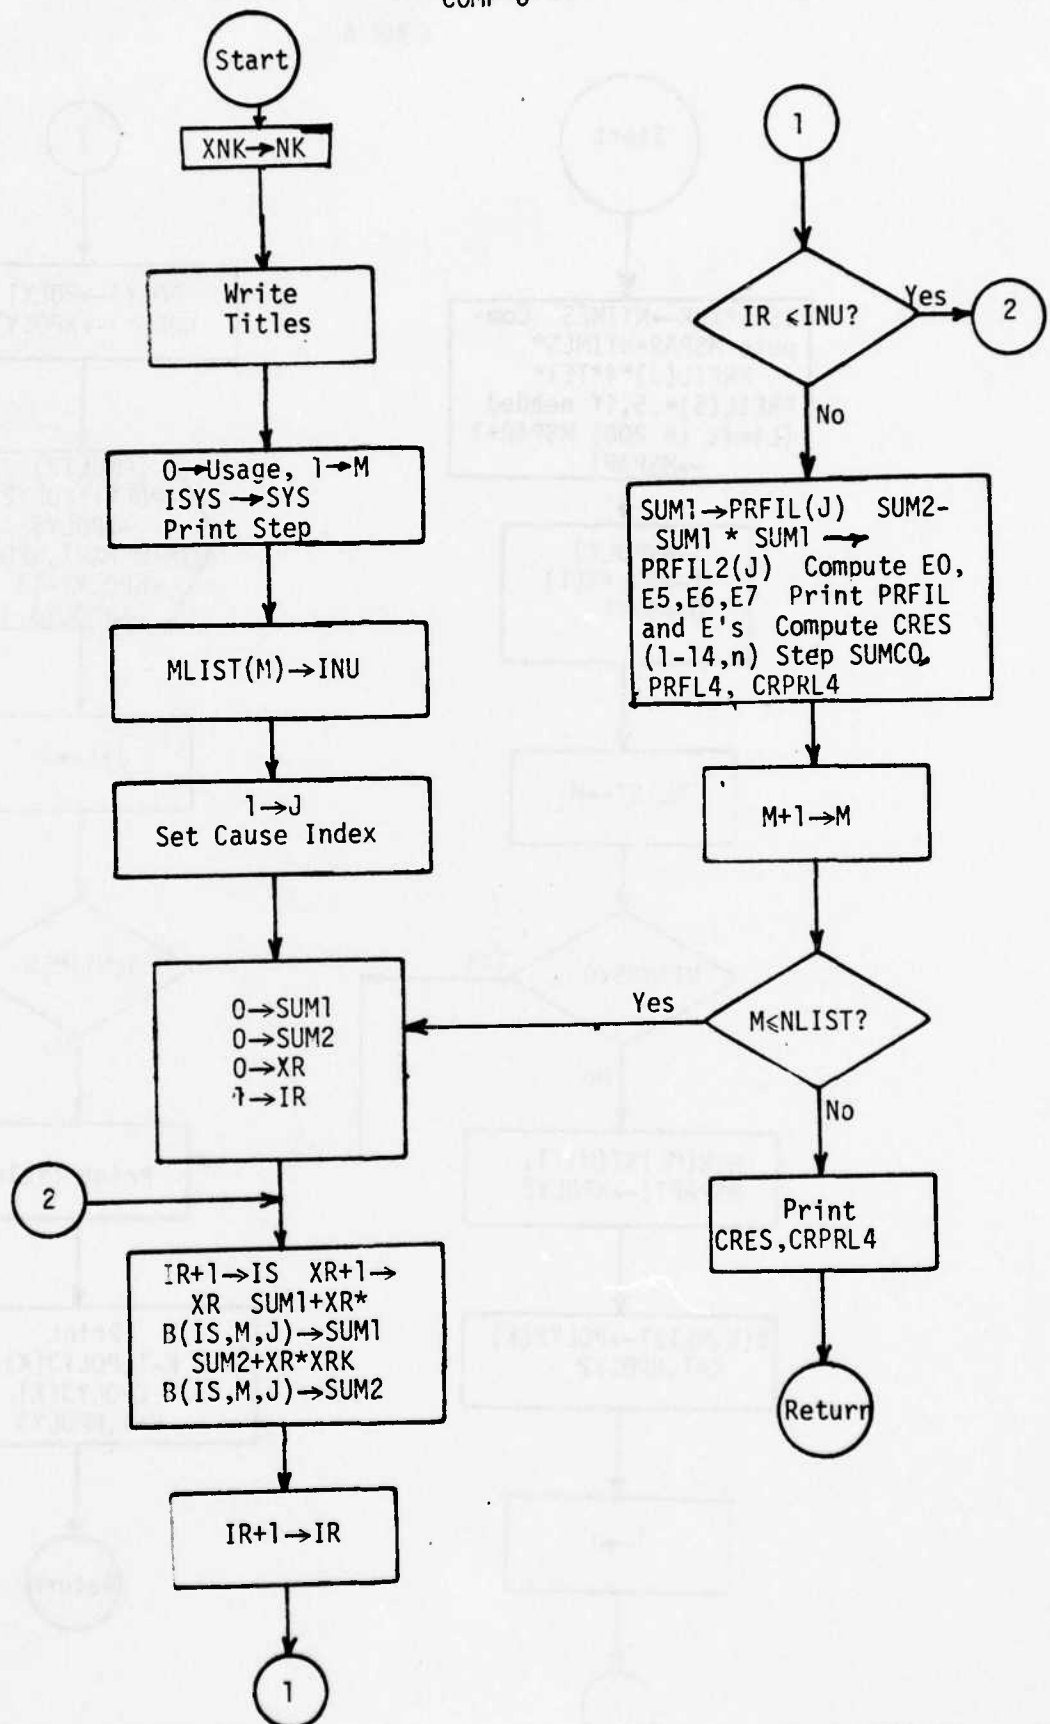 Start
XNK→NK
Write
Titles
0→Usage, 1→M
ISYS→SYS
Print Step
MLIST(M)→INU
1→J
Set Cause Index
0→SUM1
0→SUM2
0→XR
1→IR
2
IR+1→IS XR+1→
XR SUM1+XR*
B(IS,M,J)→SUM1
SUM2+XR*XRK
B(IS,M,J)→SUM2
IR+1→IR
1
1
IR ≤INU?
Yes
2
No
SUM1→PRFIL(J) SUM2-
SUM1 * SUM1 →
PRFIL2(J) Compute E0,
E5,E6,E7 Print PRFIL
and E's Compute CRES
(1-14,n) Step SUMCO,
PRFL4, CRPRL4
M+1→M
M≤NLIST?
Yes
No
Print
CRES,CRPRL4
Return